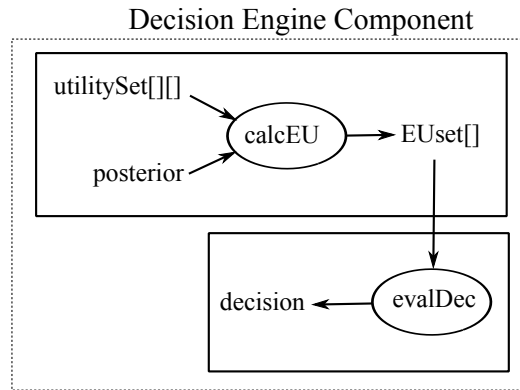 Decision Engine Component
utilitySet[][]
calcEU
EUset[]
posterior
decision
evalDec